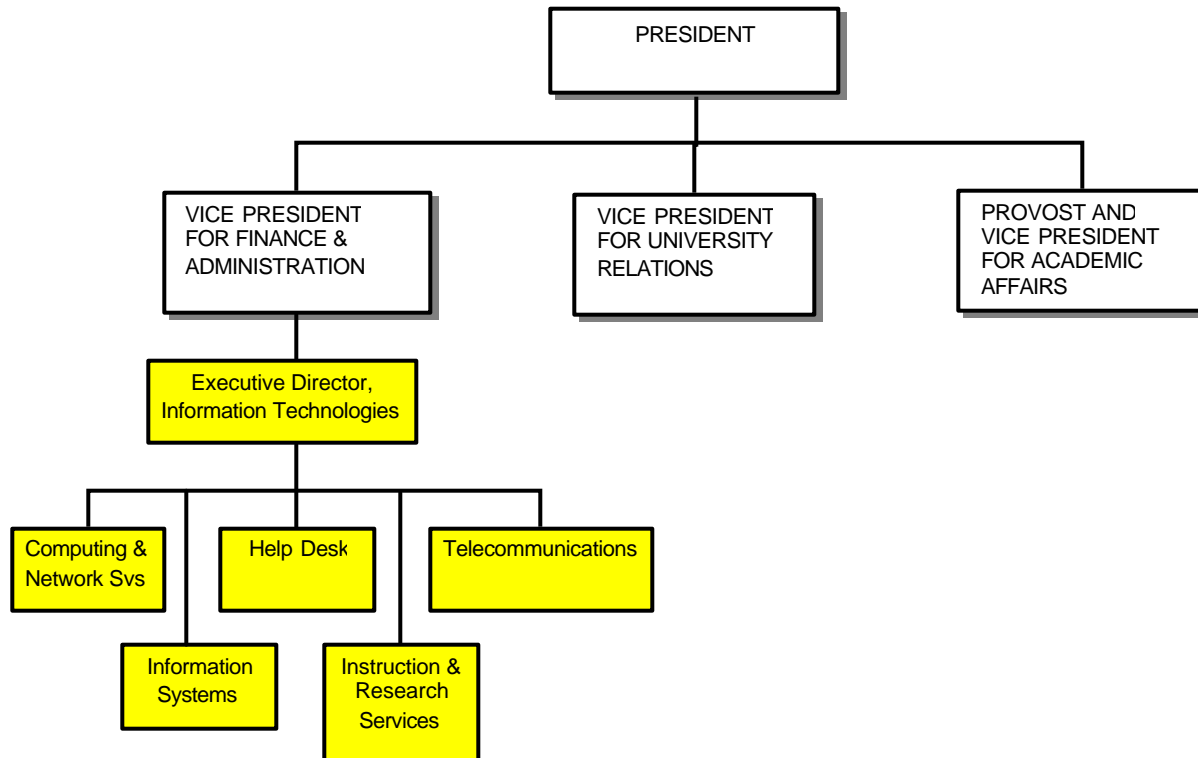 PRESIDENT
VICE PRESIDENT
FOR FINANCE &
ADMINISTRATION
VICE PRESIDENT
FOR UNIVERSITY
RELATIONS
PROVOST AND
VICE PRESIDENT
FOR ACADEMIC
AFFAIRS
Executive Director,
Information Technologies
Computing &
Network Svs
Help Desk
Telecommunications
Information
Systems
Instruction &
Research
Services